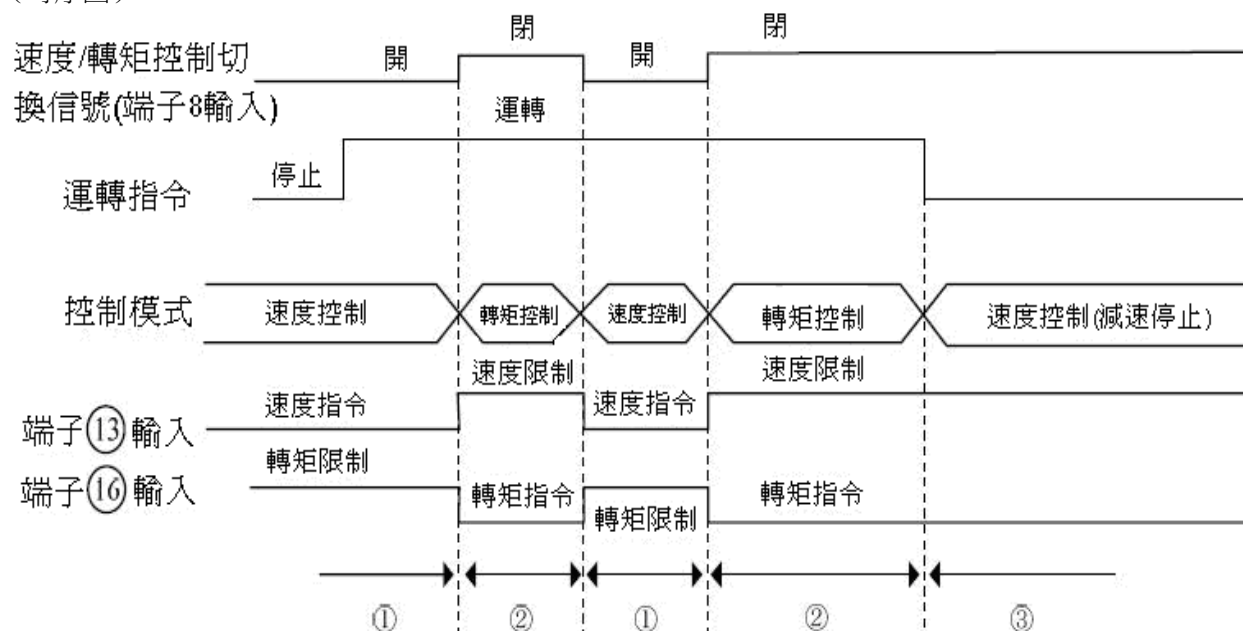 閉
閉
速度/轉矩控制切
開
開
換信號(端子8輸入)
運轉
停止
運轉指令
控制模式
速度控制
轉矩控制
速度控制
轉矩控制
速度控制(減速停止)
速度限制
速度限制
速度指令
速度指令
端子⑬輸入
轉矩限制
端子⑯輸入
轉矩指令
轉矩限制
轉矩指令
①
②
①
②
③